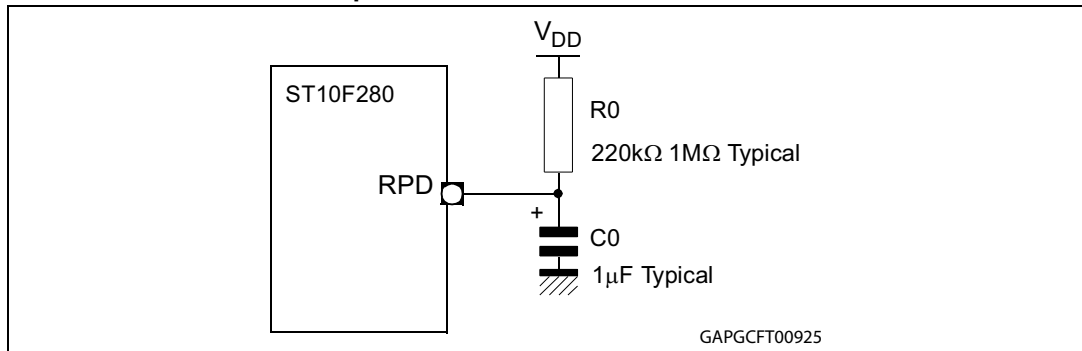 V_DD
ST10F280
R0
220kΩ 1MΩ Typical
RPD
+
C0
1µF Typical
GAPGCFT00925